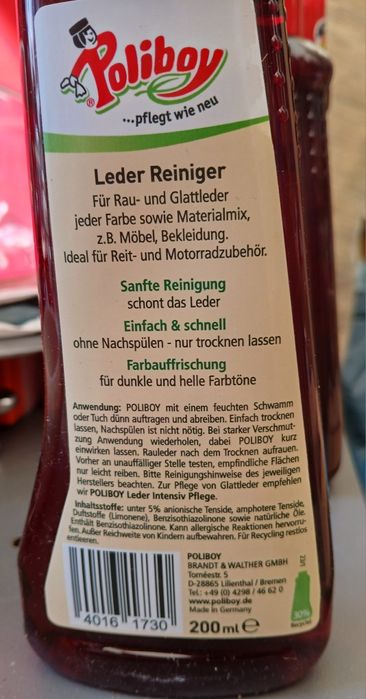 Poliboy
®
...pflegt wie neu
Leder Reiniger
Für Rau- und Glattleder
jeder Farbe sowie Materialmix,
z.B. Möbel, Bekleidung.
Ideal für Reit- und Motorradzubehör.
Sanfte Reinigung
schont das Leder
Einfach & schnell
ohne Nachspülen - nur trocknen lassen
Farbauffrischung
für dunkle und helle Farbtöne
Anwendung: POLIBOY mit einem feuchten Schwamm
oder Tuch dünn auftragen und abreiben. Einfach trocknen
lassen, Nachspülen ist nicht nötig. Bei starker Verschmut-
zung Anwendung wiederholen, dabei POLIBOY kurz
einwirken lassen. Rauleder nach dem Trocknen aufrauen.
Vorher an unauffälliger Stelle testen, empfindliche Flächen
nur leicht reinigen. Bitte Reinigungshinweise des jeweiligen
Herstellers beachten. Zur Pflege von Glattleder empfehlen
wir POLIBOY Leder Intensiv Pflege.
Inhaltsstoffe: unter 5% anionische Tenside, amphotere Tenside,
Duftstoffe (Limonene), Benzisothiazolinone sowie natürliche Öle.
Enthält Benzisothiazolinone. Kann allergische Reaktionen hervorru-
fen. Außer Reichweite von Kindern aufbewahren. Für Recycling restlos
entleeren.
POLIBOY
BRANDT & WALTHER GMBH
Tornéestr. 5
D-28865 Lilienthal / Bremen
Tel.: +49 (0) 4298 / 46 62 0
www.poliboy.de
Made in Germany
4016 1730
200 ml e
30%